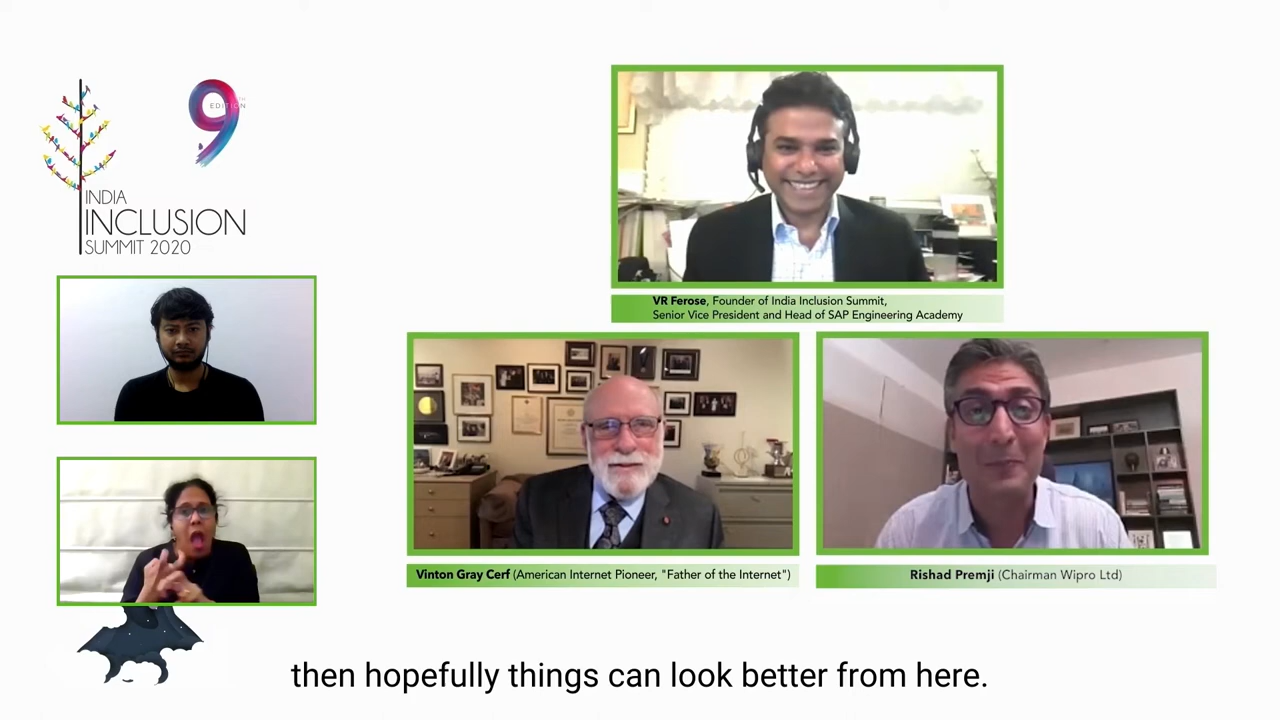 9
EDITION
INDIA
INCLUSION
SUMMIT 2020
VR Ferose, Founder of India Inclusion Summit,
Senior Vice President and Head of SAP Engineering Academy
Vinton Gray Cerf (American Internet Pioneer, "Father of the Internet")
Rishad Premji (Chairman Wipro Ltd)
then hopefully things can look better from here.